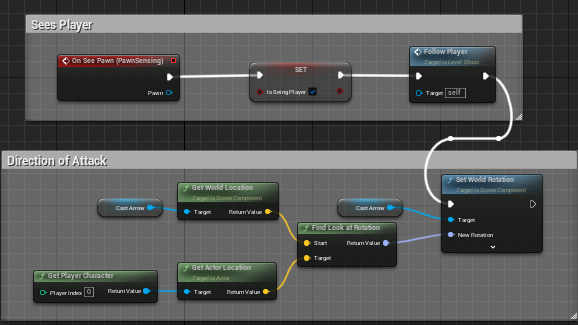 Sees Player
On See Pawn (PawnSensing)
Pawn
SET
Is Seing Player
Follow Player
Target is Level 1 Boss
Target self
Direction of Attack
Cast Arrow
Get World Location
Target is Scene Component
Target Return Value
Cast Arrow
Set World Rotation
Target is Scene Component
Target
New Rotation
Find Look at Rotation
Start Return Value
Target
Get Player Character
Player Index 0 Return Value
Get Actor Location
Target is Actor
Target Return Value